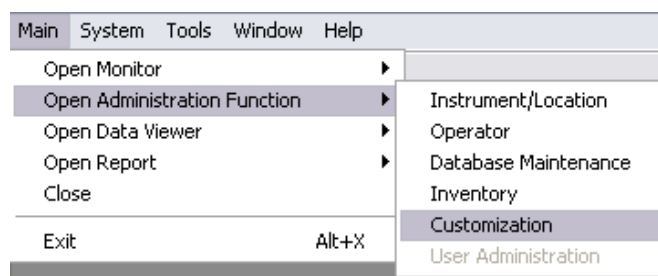 Main System Tools Window Help
Open Monitor
Open Administration Function
Open Data Viewer
Open Report
Close
Exit Alt+X
Instrument/Location
Operator
Database Maintenance
Inventory
Customization
User Administration